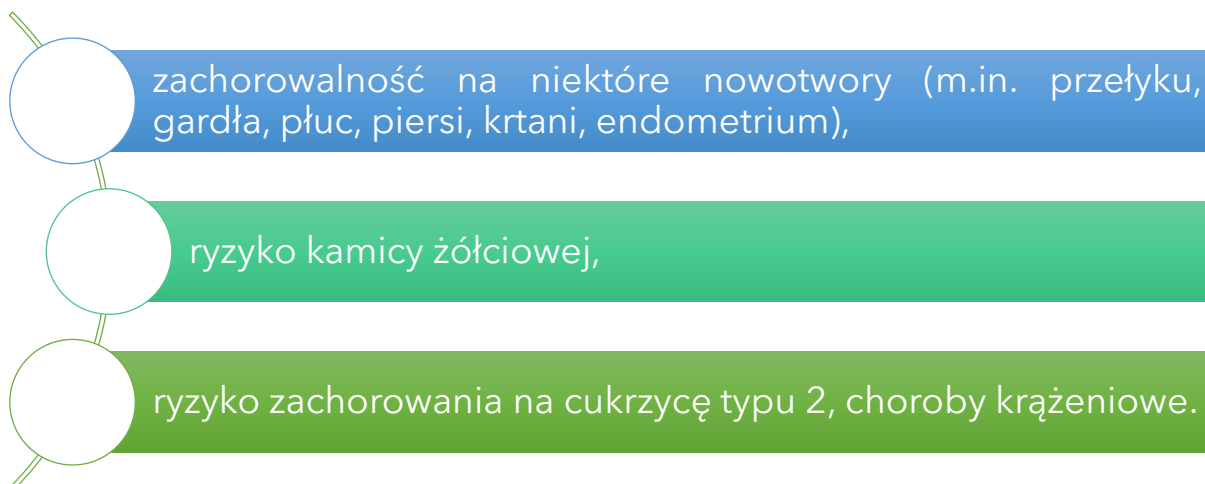 zachorowalność na niektóre nowotwory (m.in. przełyku,
gardła, płuc, piersi, krtani, endometrium),
ryzyko kamicy żółciowej,
ryzyko zachorowania na cukrzycę typu 2, choroby krążeniowe.